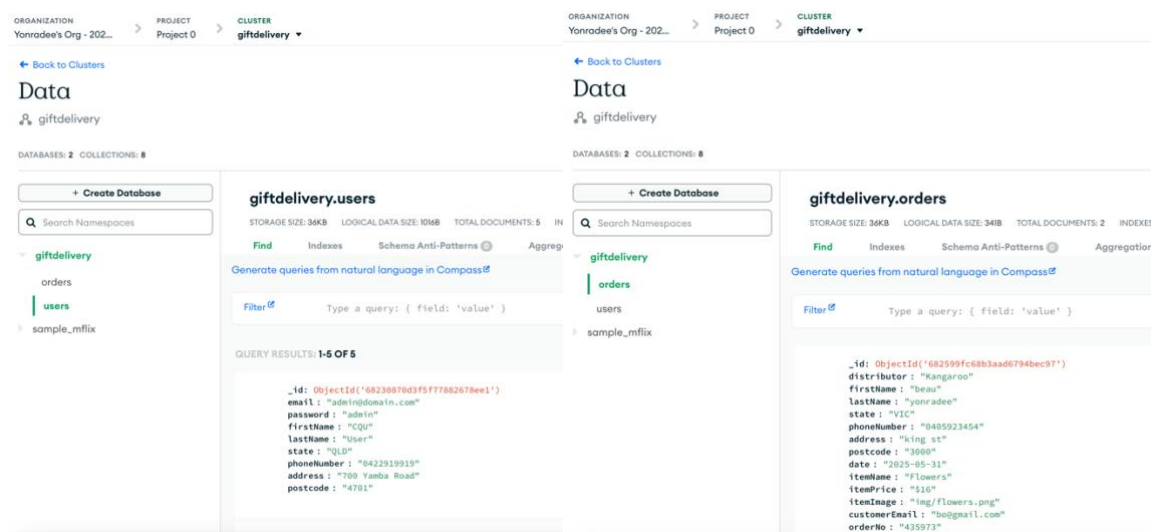 ORGANIZATION PROJECT CLUSTER
Yonradee's Org - 202... Project 0 giftdelivery
Back to Clusters
Data
giftdelivery
DATABASES: 2 COLLECTIONS: 8
+ Create Database
Search Namespaces
giftdelivery
orders
users
sample_mflix
giftdelivery.users
STORAGE SIZE: 36KB LOGICAL DATA SIZE: 1016B TOTAL DOCUMENTS: 5 IN
Find Indexes Schema Anti-Patterns 0 Aggreg
Generate queries from natural language in Compass
Filter Type a query: { field: 'value' }
QUERY RESULTS: 1-5 OF 5
_id: ObjectId('68230870d3f5f77882678ee1')
email : "admin@domain.com"
password : "admin"
firstName : "CQU"
lastName : "User"
state : "QLD"
phoneNumber : "0422919919"
address : "700 Yamba Road"
postcode : "4701"
ORGANIZATION PROJECT CLUSTER
Yonradee's Org - 202... Project 0 giftdelivery
Back to Clusters
Data
giftdelivery
DATABASES: 2 COLLECTIONS: 8
+ Create Database
Search Namespaces
giftdelivery
orders
users
sample_mflix
giftdelivery.orders
STORAGE SIZE: 36KB LOGICAL DATA SIZE: 341B TOTAL DOCUMENTS: 2 INDEXES
Find Indexes Schema Anti-Patterns 0 Aggregation
Generate queries from natural language in Compass
Filter Type a query: { field: 'value' }
_id: ObjectId('682599fc68b3aad6794bec97')
distributor : "Kangaroo"
firstName : "beau"
lastName : "yonradee"
state : "VIC"
phoneNumber : "0405923454"
address : "king st"
postcode : "3000"
date : "2025-05-31"
itemName : "Flowers"
itemPrice : "$16"
itemImage : "img/flowers.png"
customerEmail : "bo@gmail.com"
orderNo : "435973"